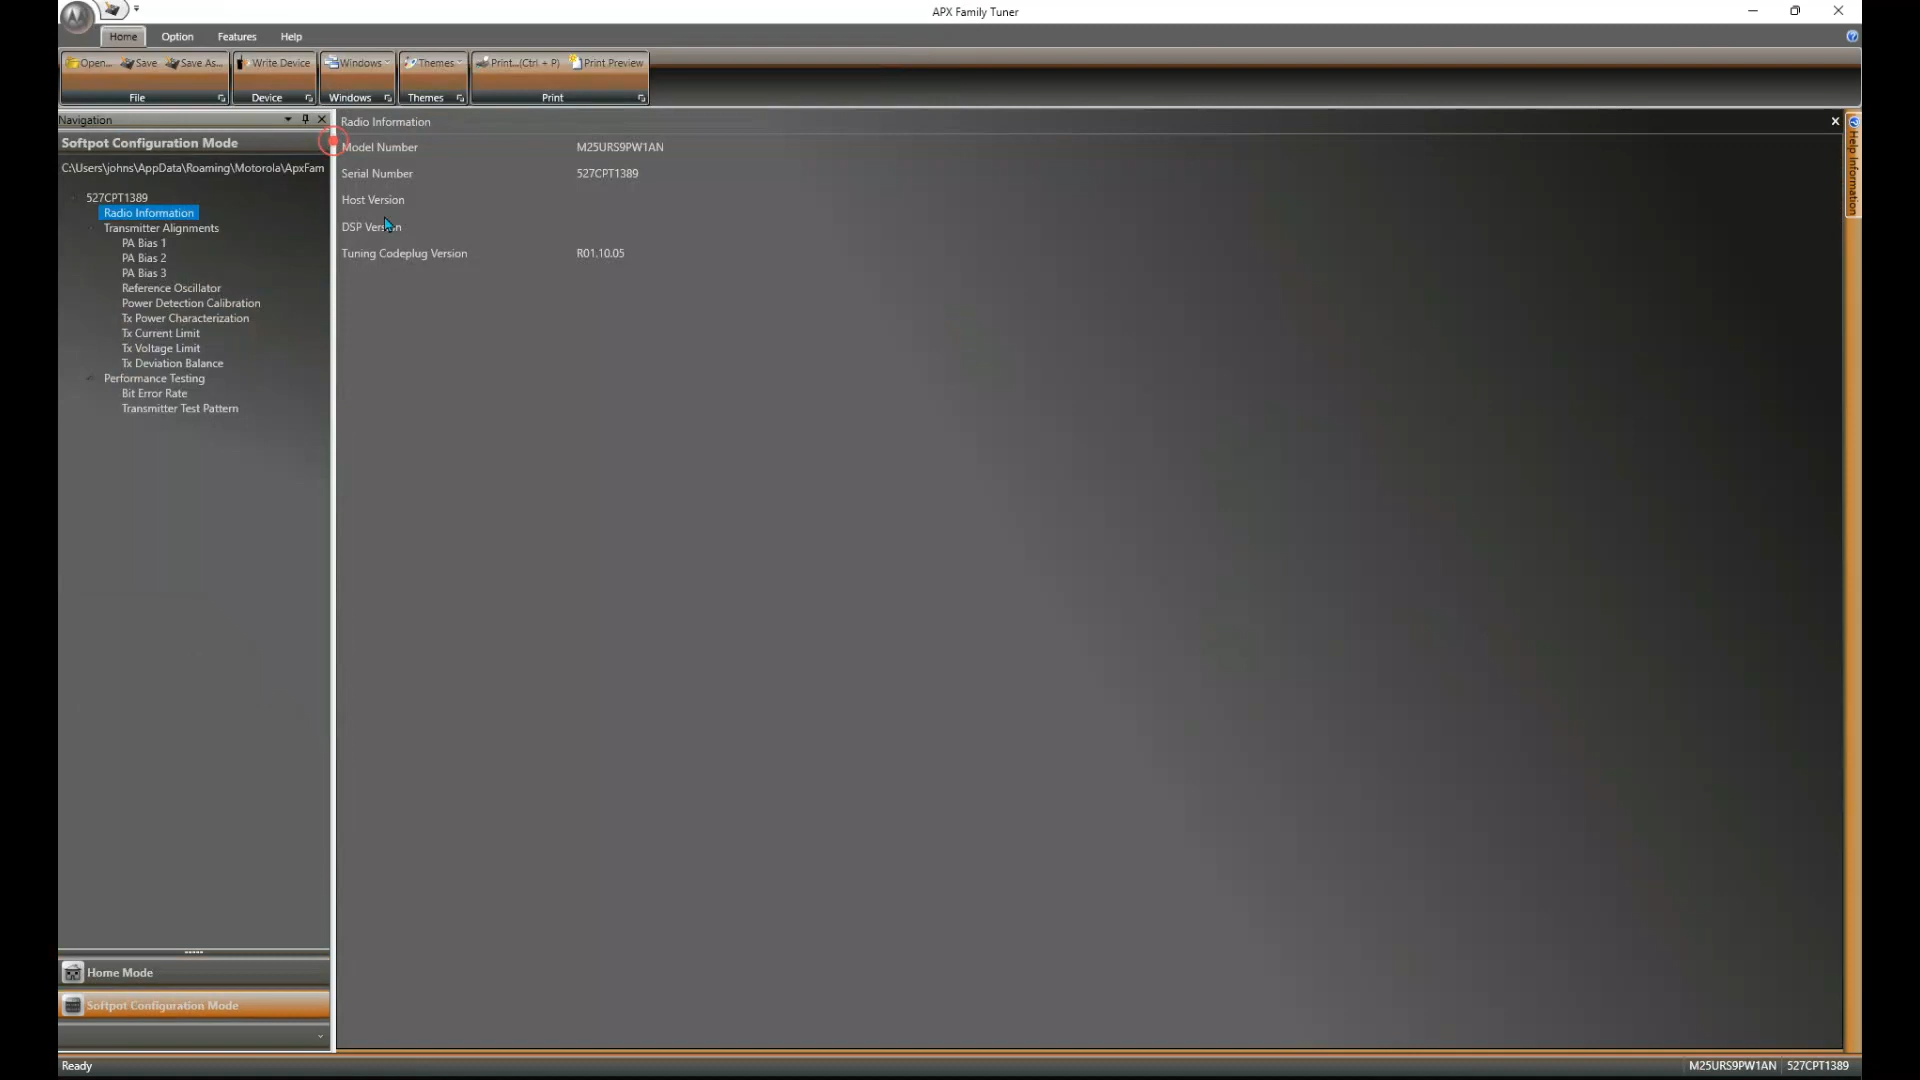 APX Family Tuner
Home Option Features Help
Open... Save Save As... Write Device Windows Themes Print...(Ctrl + P) Print Preview
File Device Windows Themes Print
Navigation
Softpot Configuration Mode
C:\Users\johns\AppData\Roaming\Motorola\ApxFam
527CPT1389
Radio Information
Transmitter Alignments
PA Bias 1
PA Bias 2
PA Bias 3
Reference Oscillator
Power Detection Calibration
Tx Power Characterization
Tx Current Limit
Tx Voltage Limit
Tx Deviation Balance
Performance Testing
Bit Error Rate
Transmitter Test Pattern
Home Mode
Softpot Configuration Mode
Radio Information
Model Number M25URS9PW1AN
Serial Number 527CPT1389
Host Version
DSP Version
Tuning Codeplug Version R01.10.05
Help Information
Ready
M25URS9PW1AN 527CPT1389